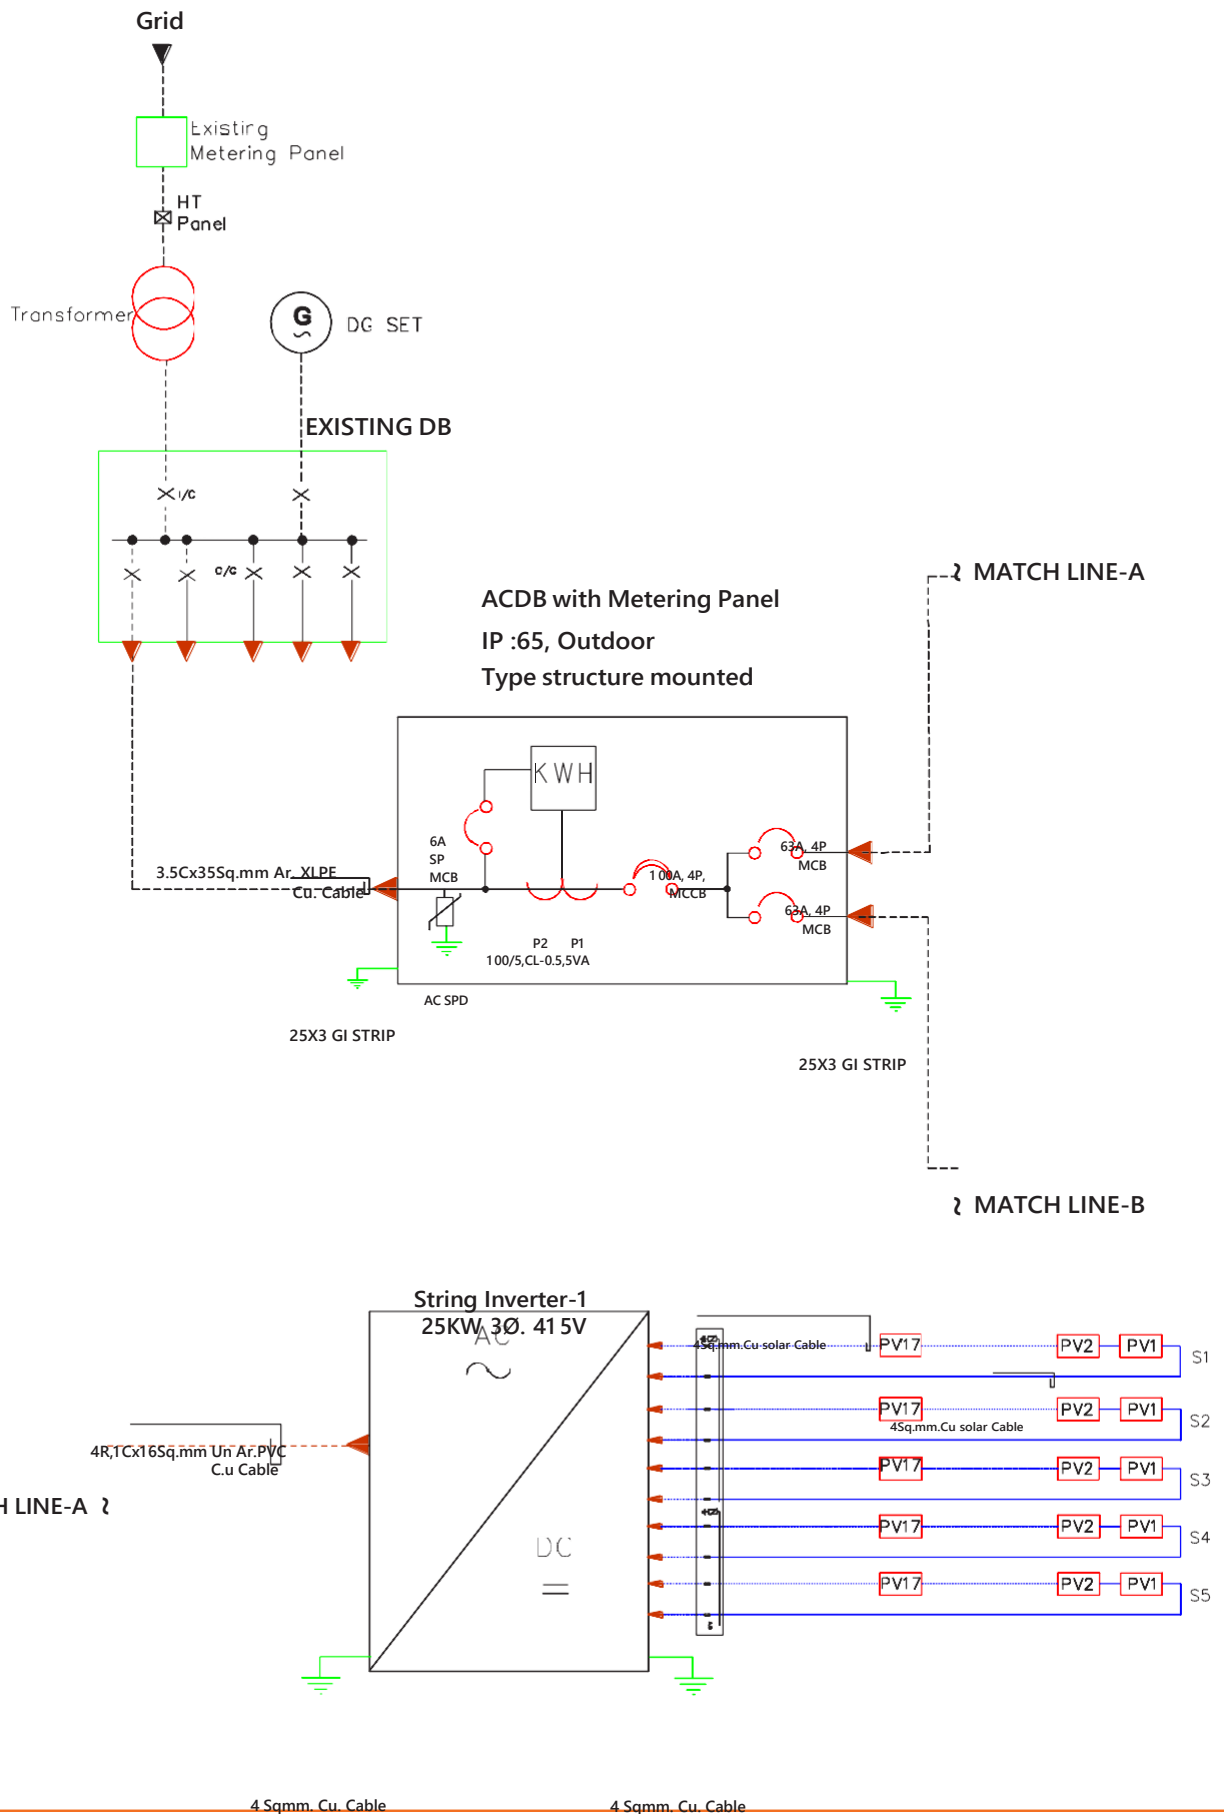 Grid
Existing
Metering Panel
HT
Panel
Transformer
G
DG SET
EXISTING DB
I/C
O/G
MATCH LINE-A
ACDB with Metering Panel
IP :65, Outdoor
Type structure mounted
KWH
6A
SP
MCB
63A, 4P
MCB
3.5Cx35Sq.mm Ar. XLPE
Cu. Cable
100A, 4P,
MCCB
63A, 4P
MCB
P2 P1
100/5,CL-0.5,5VA
AC SPD
25X3 GI STRIP
25X3 GI STRIP
MATCH LINE-B
String Inverter-1
25KW 3Ø. 415V
AC
4Sq.mm.Cu solar Cable
PV17 PV2 PV1 S1
PV17 PV2 PV1 S2
4Sq.mm.Cu solar Cable
4R,1Cx16Sq.mm Un Ar.PVC
C.u Cable
PV17 PV2 PV1 S3
H LINE-A
PV17 PV2 PV1 S4
DC
PV17 PV2 PV1 S5
4 Sqmm. Cu. Cable
4 Sqmm. Cu. Cable